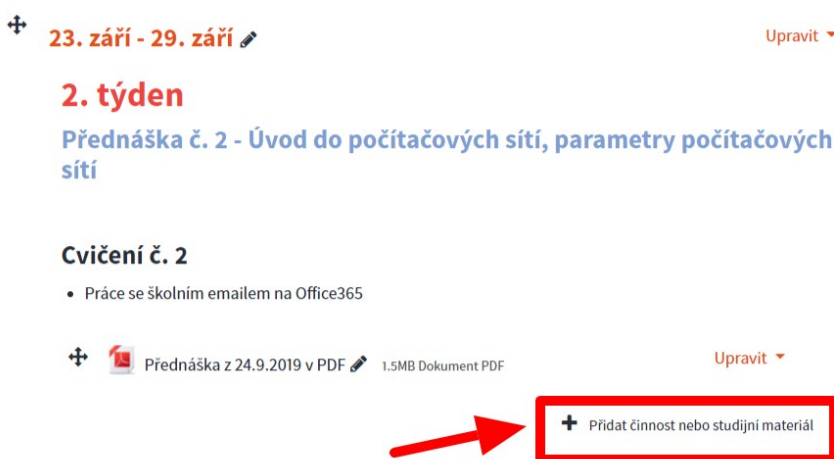 23. září - 29. září
Upravit
2. týden
Přednáška č. 2 - Úvod do počítačových sítí, parametry počítačových
sítí
Cvičení č. 2
• Práce se školním emailem na Office365
Přednáška z 24.9.2019 v PDF 1.5MB Dokument PDF
Upravit
Přidat činnost nebo studijní materiál